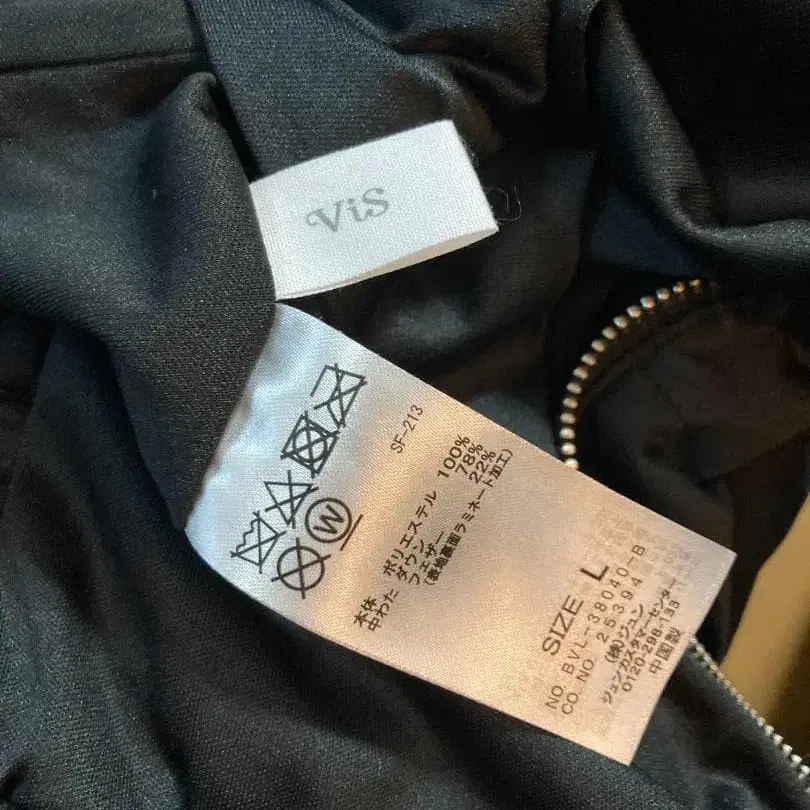 ViS
W
SF-213
本体 ポリエステル 100%
中わた ダウン 78%
フェザー 22%
(表地裏面ラミネート加工)
SIZE L
NO. BVL-38040-B
CO NO. 25394
(株)ジュン
ジュンカスタマーセンター
0120-298-133
中国製